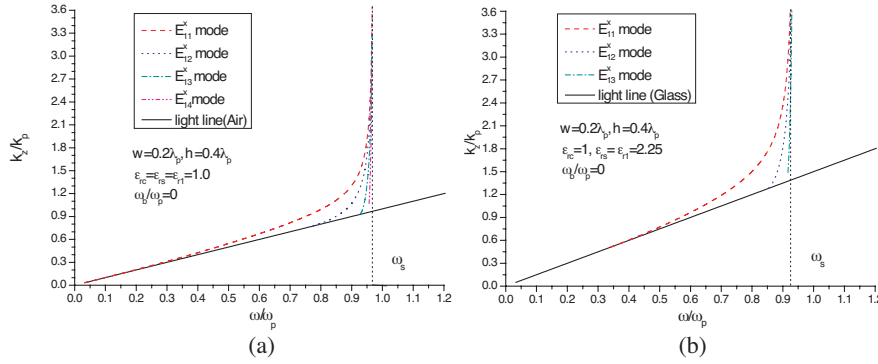 3.6
3.3
3.0
2.7
2.4
2.1
1.8
1.5
1.2
0.9
0.6
0.3
0.0
k_z/k_p
E^x_11 mode
E^x_12 mode
E^x_13 mode
E^x_14 mode
light line(Air)
w=0.2λ_p, h=0.4λ_p
ε_rc=ε_rs=ε_r1=1.0
ω_b/ω_p=0
ω_s
0.0 0.1 0.2 0.3 0.4 0.5 0.6 0.7 0.8 0.9 1.0 1.1 1.2
ω/ω_p
(a)
3.6
3.3
3.0
2.7
2.4
2.1
1.8
1.5
1.2
0.9
0.6
0.3
0.0
k_z/k_p
E^x_11 mode
E^x_12 mode
E^x_13 mode
light line (Glass)
w=0.2λ_p, h=0.4λ_p
ε_rc=1, ε_rs=ε_r1=2.25
ω_b/ω_p=0
ω_s
0.0 0.1 0.2 0.3 0.4 0.5 0.6 0.7 0.8 0.9 1.0 1.1 1.2
ω/ω_p
(b)